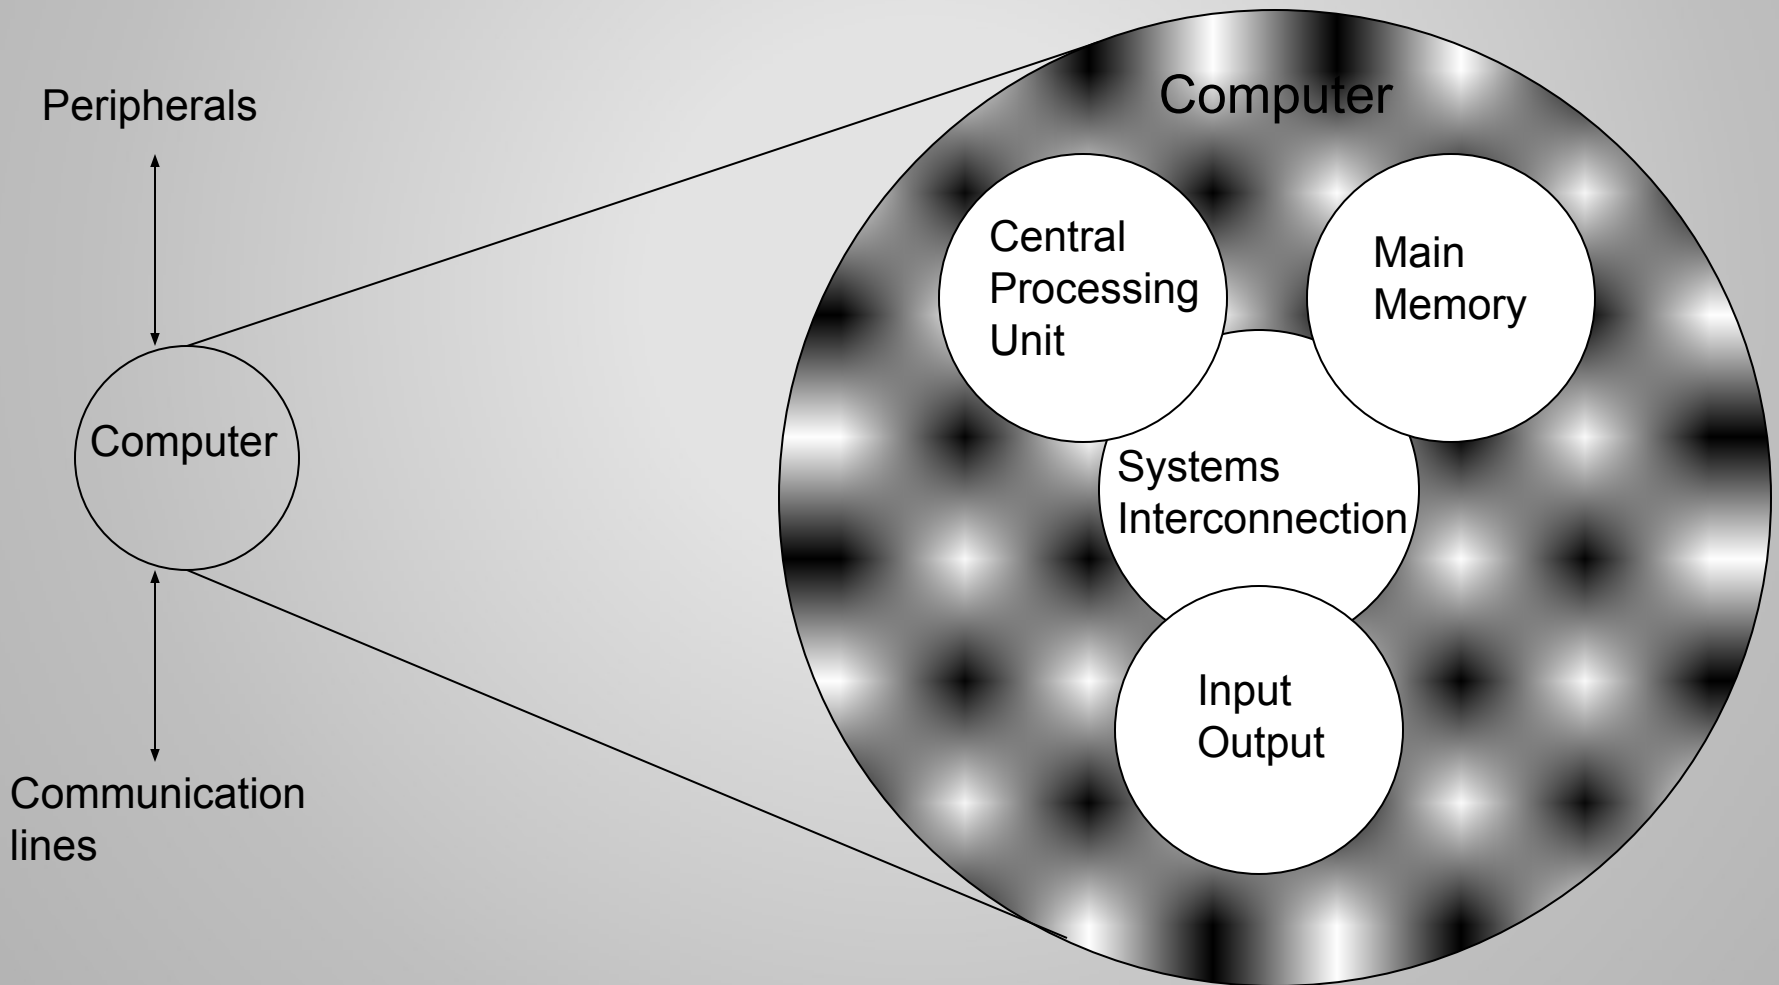 Peripherals
Computer
Communication
lines
Computer
Central
Processing
Unit
Main
Memory
Systems
Interconnection
Input
Output